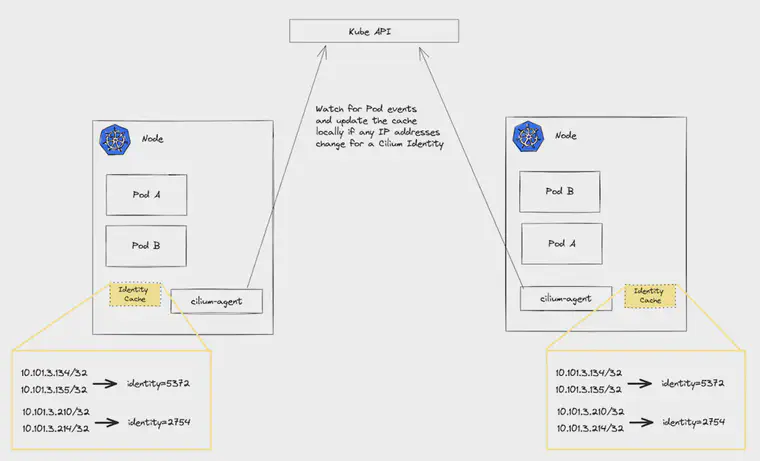 Kube API
Watch for Pod events
and update the cache
locally if any IP addresses
change for a Cilium Identity
Node
Pod A
Pod B
Identity
Cache
cilium-agent
10.101.3.134/32
10.101.3.135/32
identity=5372
10.101.3.210/32
10.101.3.214/32
identity=2754
Node
Pod B
Pod A
cilium-agent
Identity
Cache
10.101.3.134/32
10.101.3.135/32
identity=5372
10.101.3.210/32
10.101.3.214/32
identity=2754